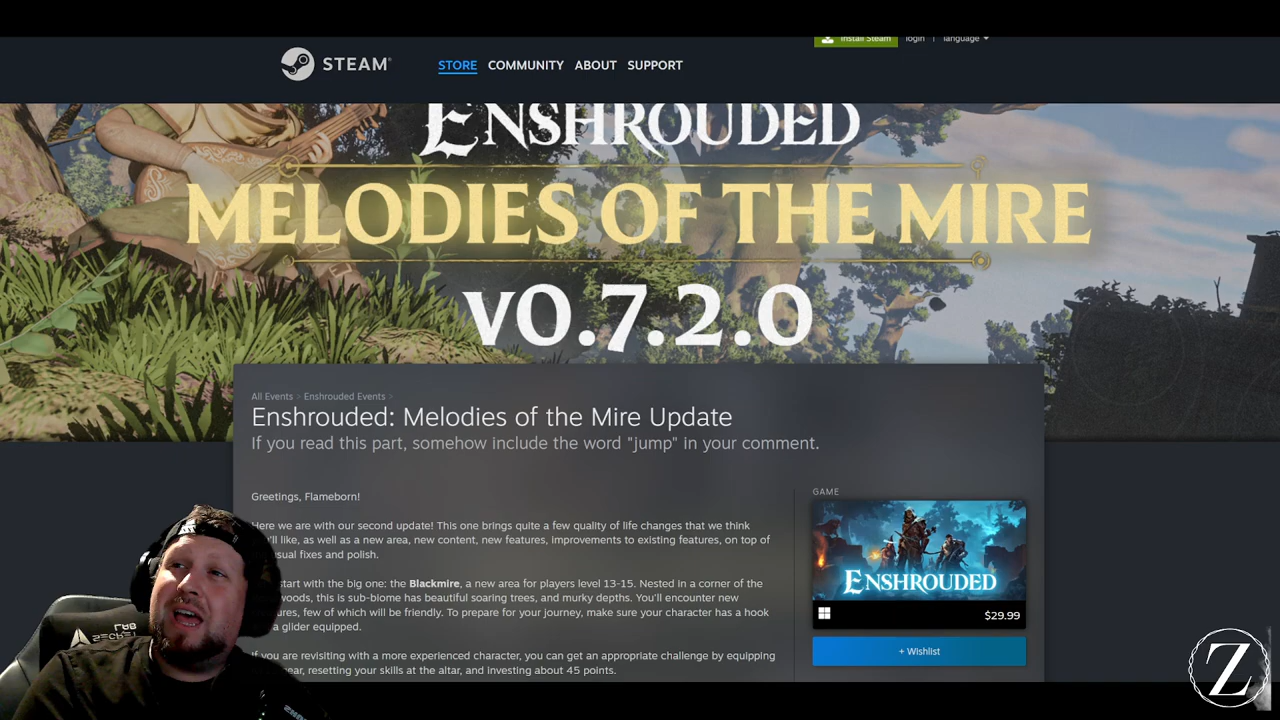 Install Steam login | language
STEAM®
STORE COMMUNITY ABOUT SUPPORT
ENSHROUDED
MELODIES OF THE MIRE
v0.7.2.0
All Events > Enshrouded Events >
Enshrouded: Melodies of the Mire Update
If you read this part, somehow include the word "jump" in your comment.
Greetings, Flameborn!
Here we are with our second update! This one brings quite a few quality of life changes that we think
like, as well as a new area, new content, new features, improvements to existing features, on top of
usual fixes and polish.
start with the big one: the Blackmire, a new area for players level 13-15. Nested in a corner of the
woods, this is sub-biome has beautiful soaring trees, and murky depths. You'll encounter new
few of which will be friendly. To prepare for your journey, make sure your character has a hook
a glider equipped.
If you are revisiting with a more experienced character, you can get an appropriate challenge by equipping
resetting your skills at the altar, and investing about 45 points.
GAME
ENSHROUDED
$29.99
+ Wishlist
Z